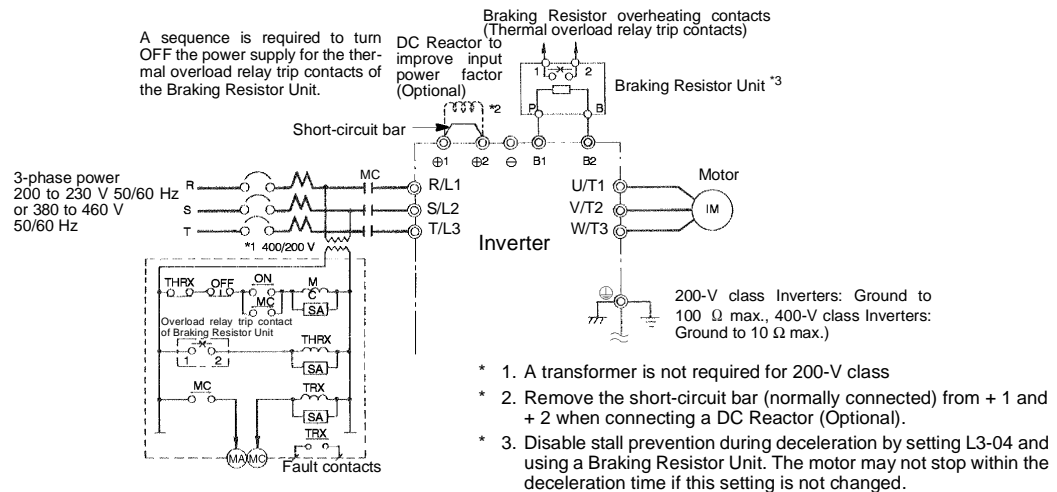 Braking Resistor overheating contacts
(Thermal overload relay trip contacts)
A sequence is required to turn
OFF the power supply for the ther-
mal overload relay trip contacts of
the Braking Resistor Unit.
DC Reactor to
improve input
power factor
(Optional)
1 2
Braking Resistor Unit *3
P B
*2
Short-circuit bar
⊕1 ⊕2 ⊖ B1 B2
3-phase power
200 to 230 V 50/60 Hz
or 380 to 460 V
50/60 Hz
R
S
T
MC
R/L1
S/L2
T/L3
*1 400/200 V
Inverter
U/T1
V/T2
W/T3
Motor
IM
THRX OFF ON M
C
MC SA
Overload relay trip contact
of Braking Resistor Unit
1 2
THRX
SA
MC TRX
SA
TRX
MA MC
Fault contacts
200-V class Inverters: Ground to
100 Ω max., 400-V class Inverters:
Ground to 10 Ω max.)
* 1. A transformer is not required for 200-V class
* 2. Remove the short-circuit bar (normally connected) from + 1 and
+ 2 when connecting a DC Reactor (Optional).
* 3. Disable stall prevention during deceleration by setting L3-04 and
using a Braking Resistor Unit. The motor may not stop within the
deceleration time if this setting is not changed.